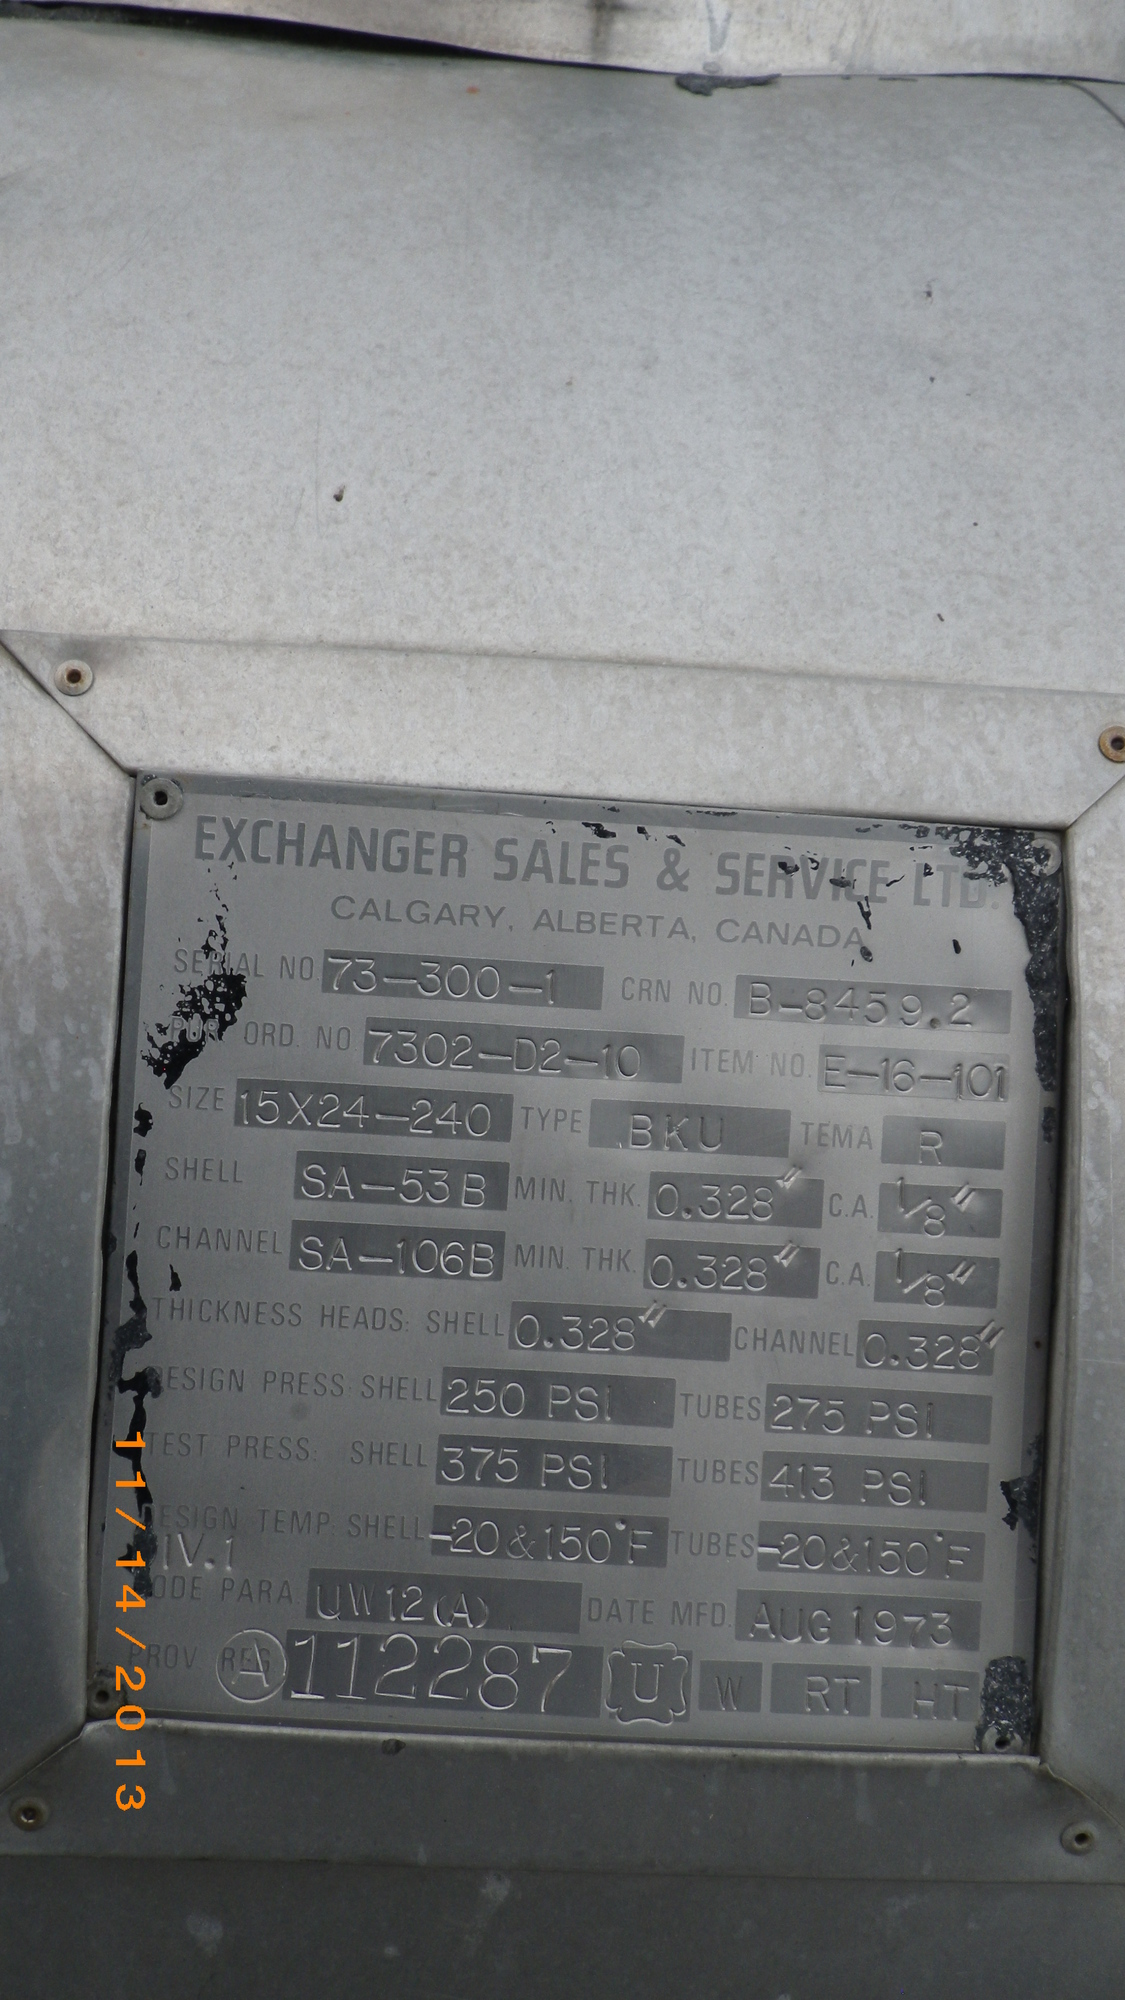 EXCHANGER SALES & SERVICE LTD.
CALGARY, ALBERTA, CANADA
SERIAL NO. 73-300-1 CRN NO. B-8459.2
PUR. ORD. NO. 7302-D2-10 ITEM NO. E-16-101
SIZE 15X24-240 TYPE BKU TEMA R
SHELL SA-53B MIN. THK. 0.328" C.A. 1/8"
CHANNEL SA-106B MIN. THK. 0.328" C.A. 1/8"
THICKNESS HEADS: SHELL 0.328" CHANNEL 0.328"
DESIGN PRESS: SHELL 250 PSI TUBES 275 PSI
TEST PRESS: SHELL 375 PSI TUBES 413 PSI
DESIGN TEMP: SHELL -20&150°F TUBES -20&150°F
DIV.1
CODE PARA. UW12(A) DATE MFD. AUG 1973
PROV REG A 112287 U W RT HT
11/14/2013